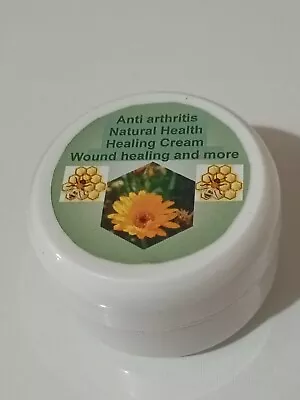 Anti arthritis
Natural Health
Healing Cream
Wound healing and more